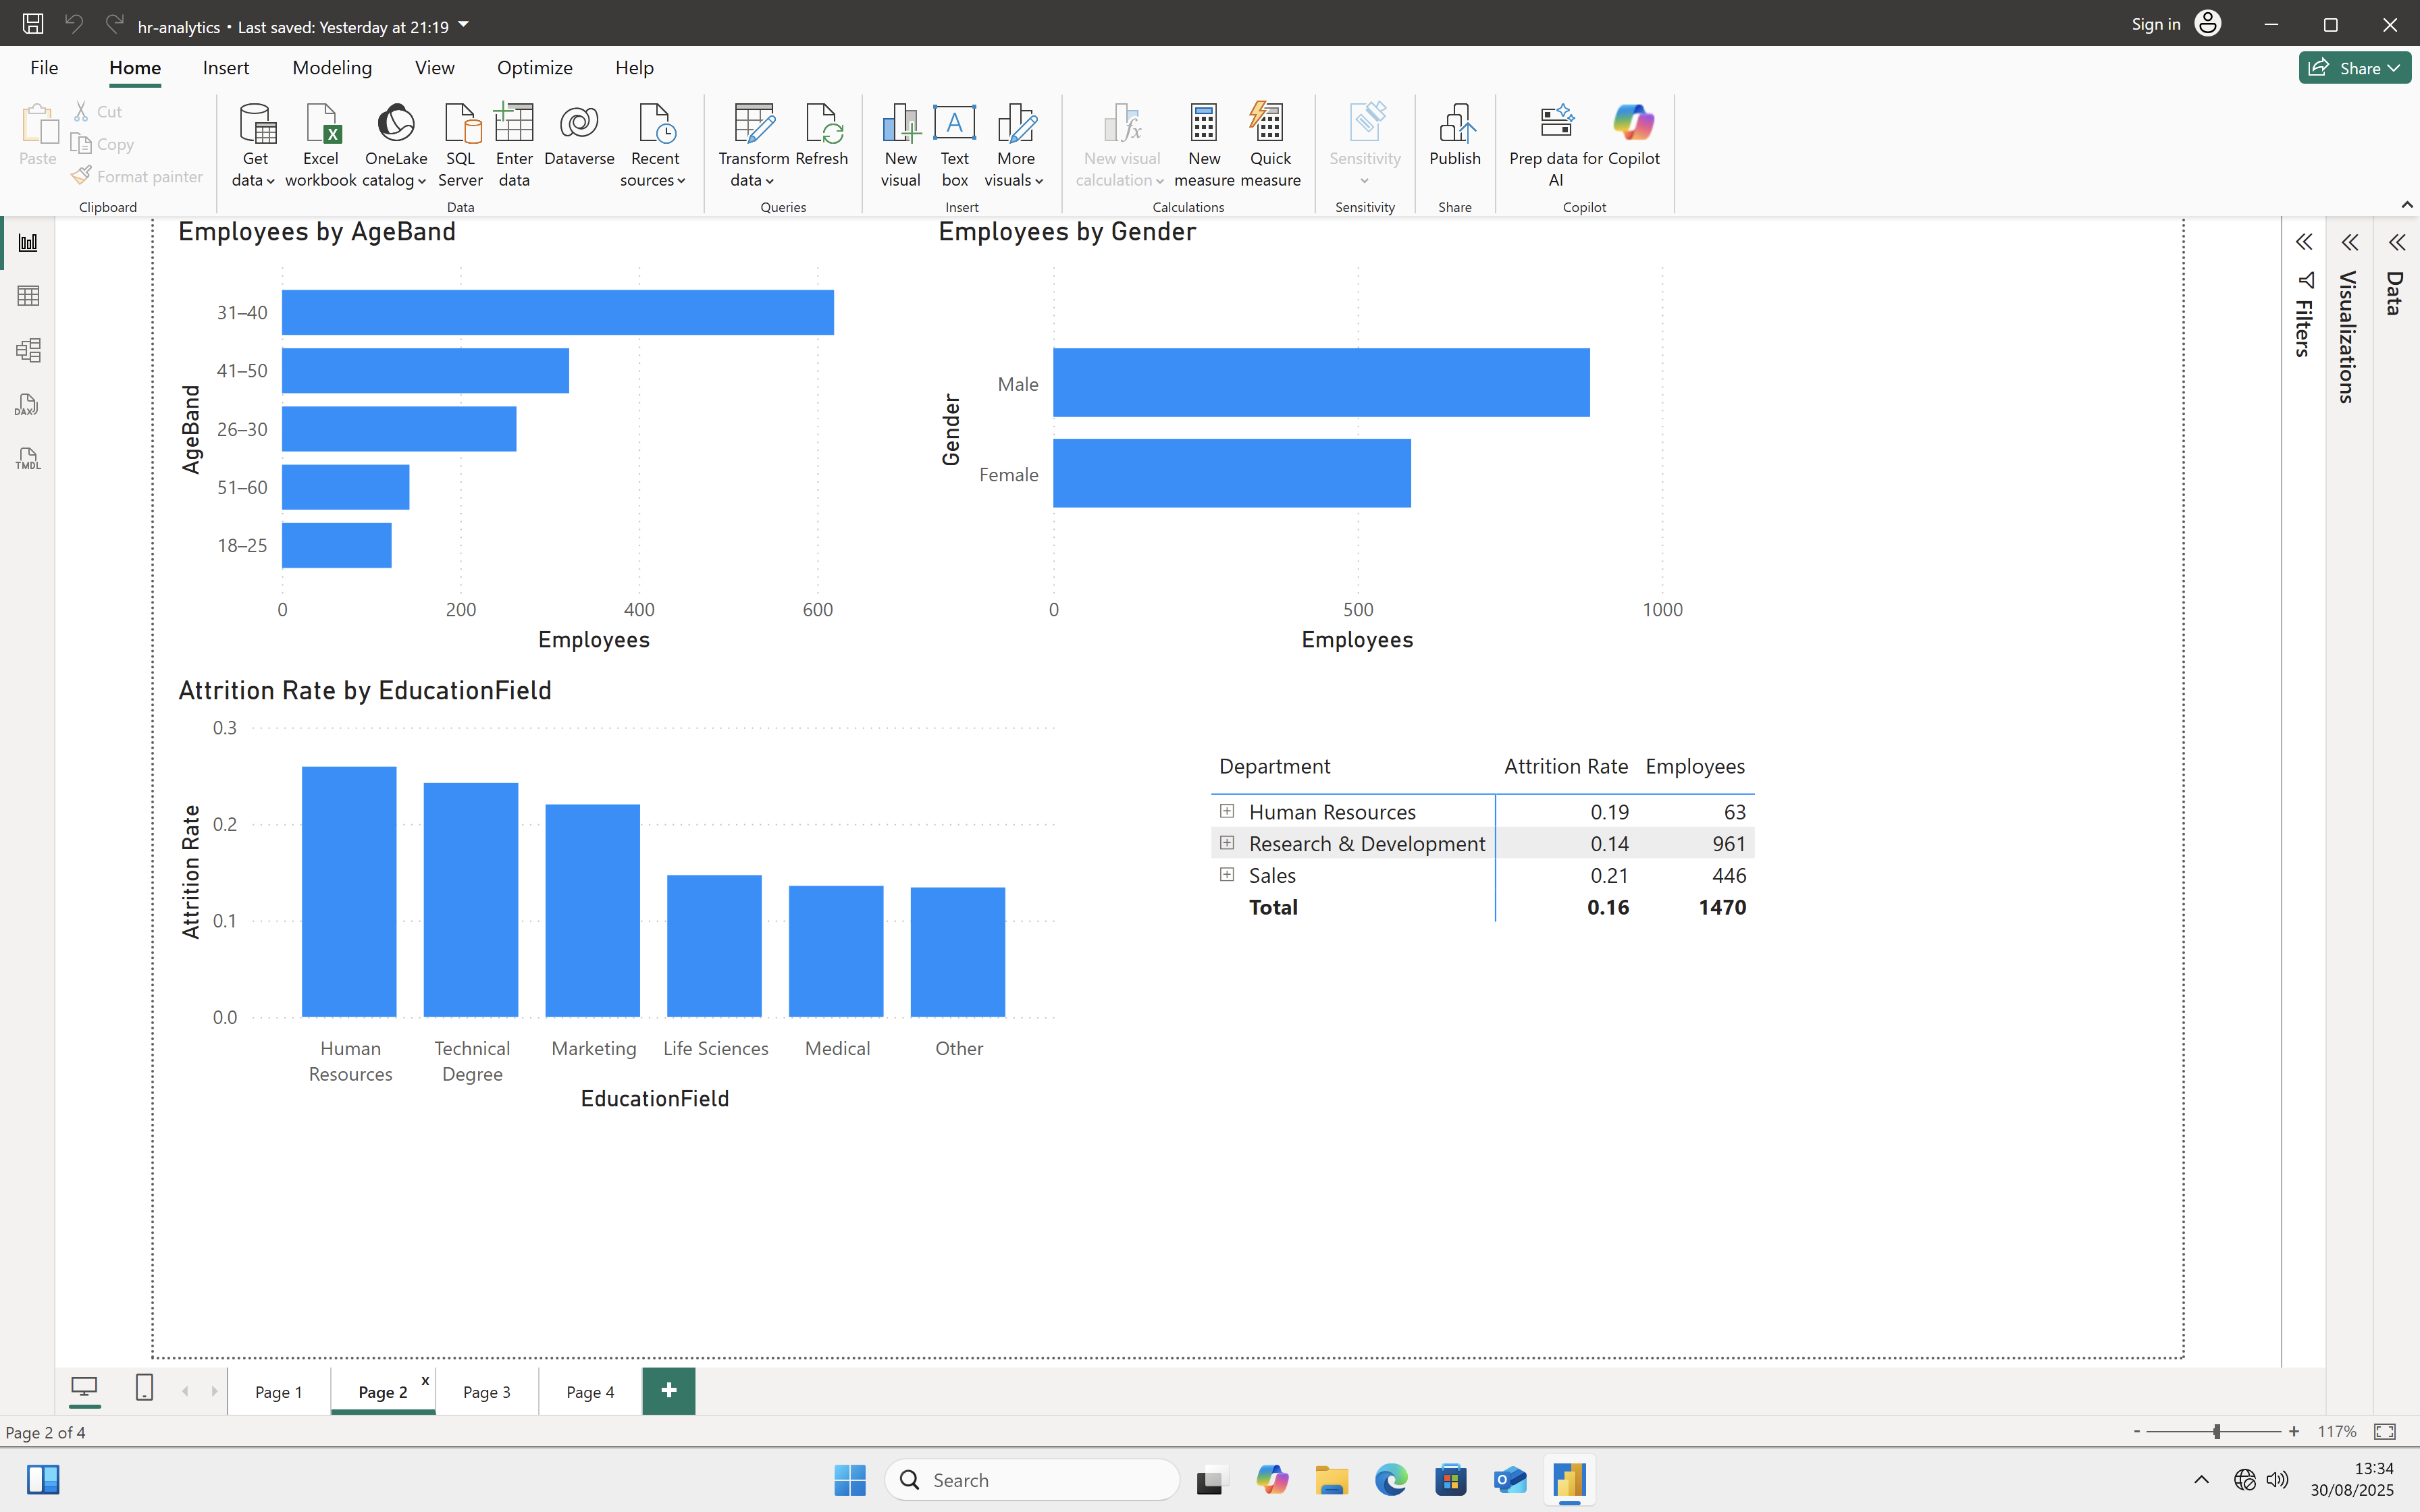 hr-analytics • Last saved: Yesterday at 21:19
Sign in
File Home Insert Modeling View Optimize Help
Share
Paste
Cut
Copy
Format painter
Clipboard
Get data
Excel workbook
OneLake catalog
SQL Server
Enter data
Dataverse
Recent sources
Data
Transform data
Refresh
Queries
New visual
Text box
More visuals
Insert
New visual calculation
New measure
Quick measure
Calculations
Sensitivity
Sensitivity
Publish
Share
Prep data for AI
Copilot
Copilot
DAX
TMDL
Employees by AgeBand
AgeBand
31–40
41–50
26–30
51–60
18–25
0 200 400 600
Employees
Employees by Gender
Gender
Male
Female
0 500 1000
Employees
Attrition Rate by EducationField
Attrition Rate
0.3
0.2
0.1
0.0
Human Resources
Technical Degree
Marketing
Life Sciences
Medical
Other
EducationField
Department Attrition Rate Employees
Human Resources 0.19 63
Research & Development 0.14 961
Sales 0.21 446
Total 0.16 1470
Filters
Visualizations
Data
Page 1
Page 2 x
Page 3
Page 4
+
Page 2 of 4
- + 117%
Search
13:34
30/08/2025